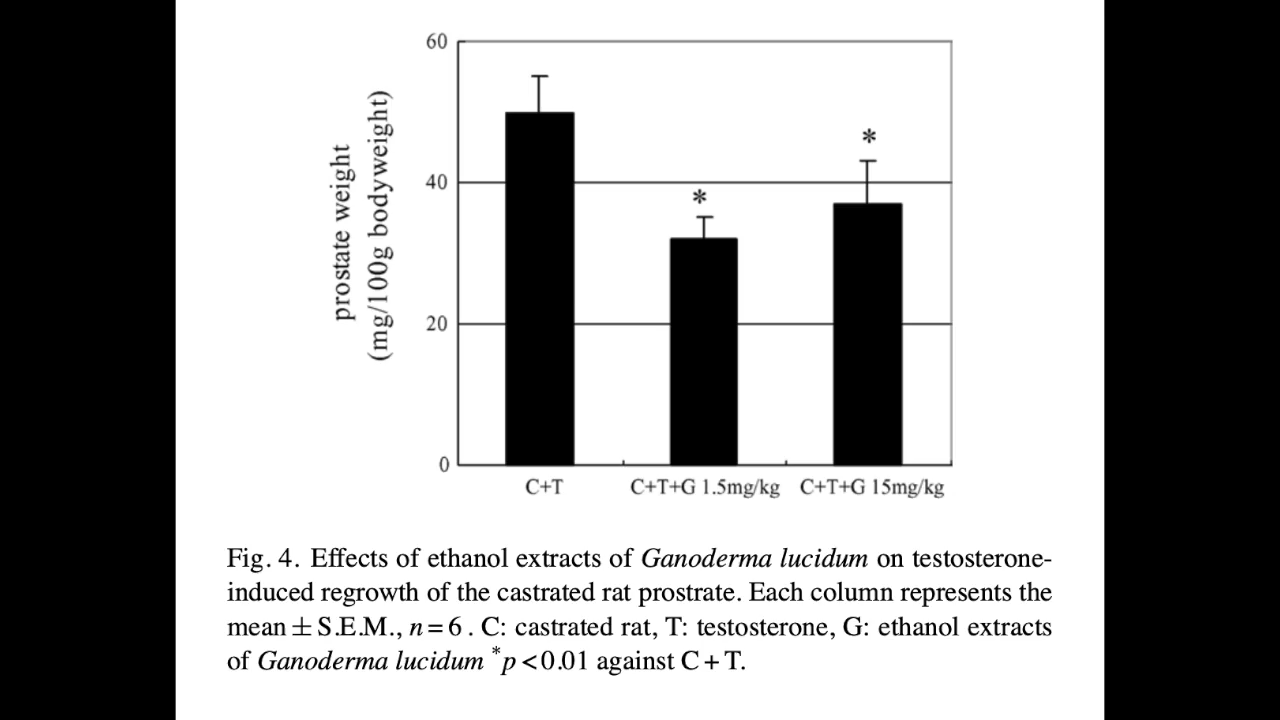 60
40
20
0
prostate weight
(mg/100g bodyweight)
*
*
C+T
C+T+G 1.5mg/kg
C+T+G 15mg/kg
Fig. 4. Effects of ethanol extracts of Ganoderma lucidum on testosterone-
induced regrowth of the castrated rat prostrate. Each column represents the
mean ± S.E.M., n = 6 . C: castrated rat, T: testosterone, G: ethanol extracts
of Ganoderma lucidum *p < 0.01 against C + T.